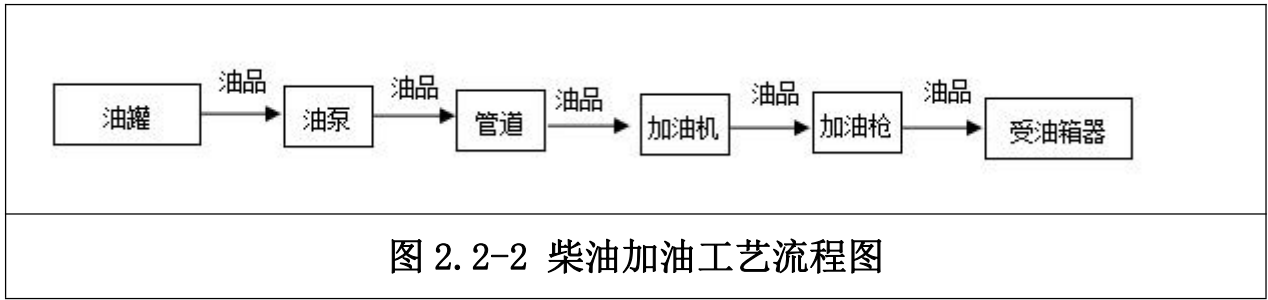 油品 油品 油品 油品 油品
油罐 油泵 管道 加油机 加油枪 受油箱器
图 2.2-2 柴油加油工艺流程图